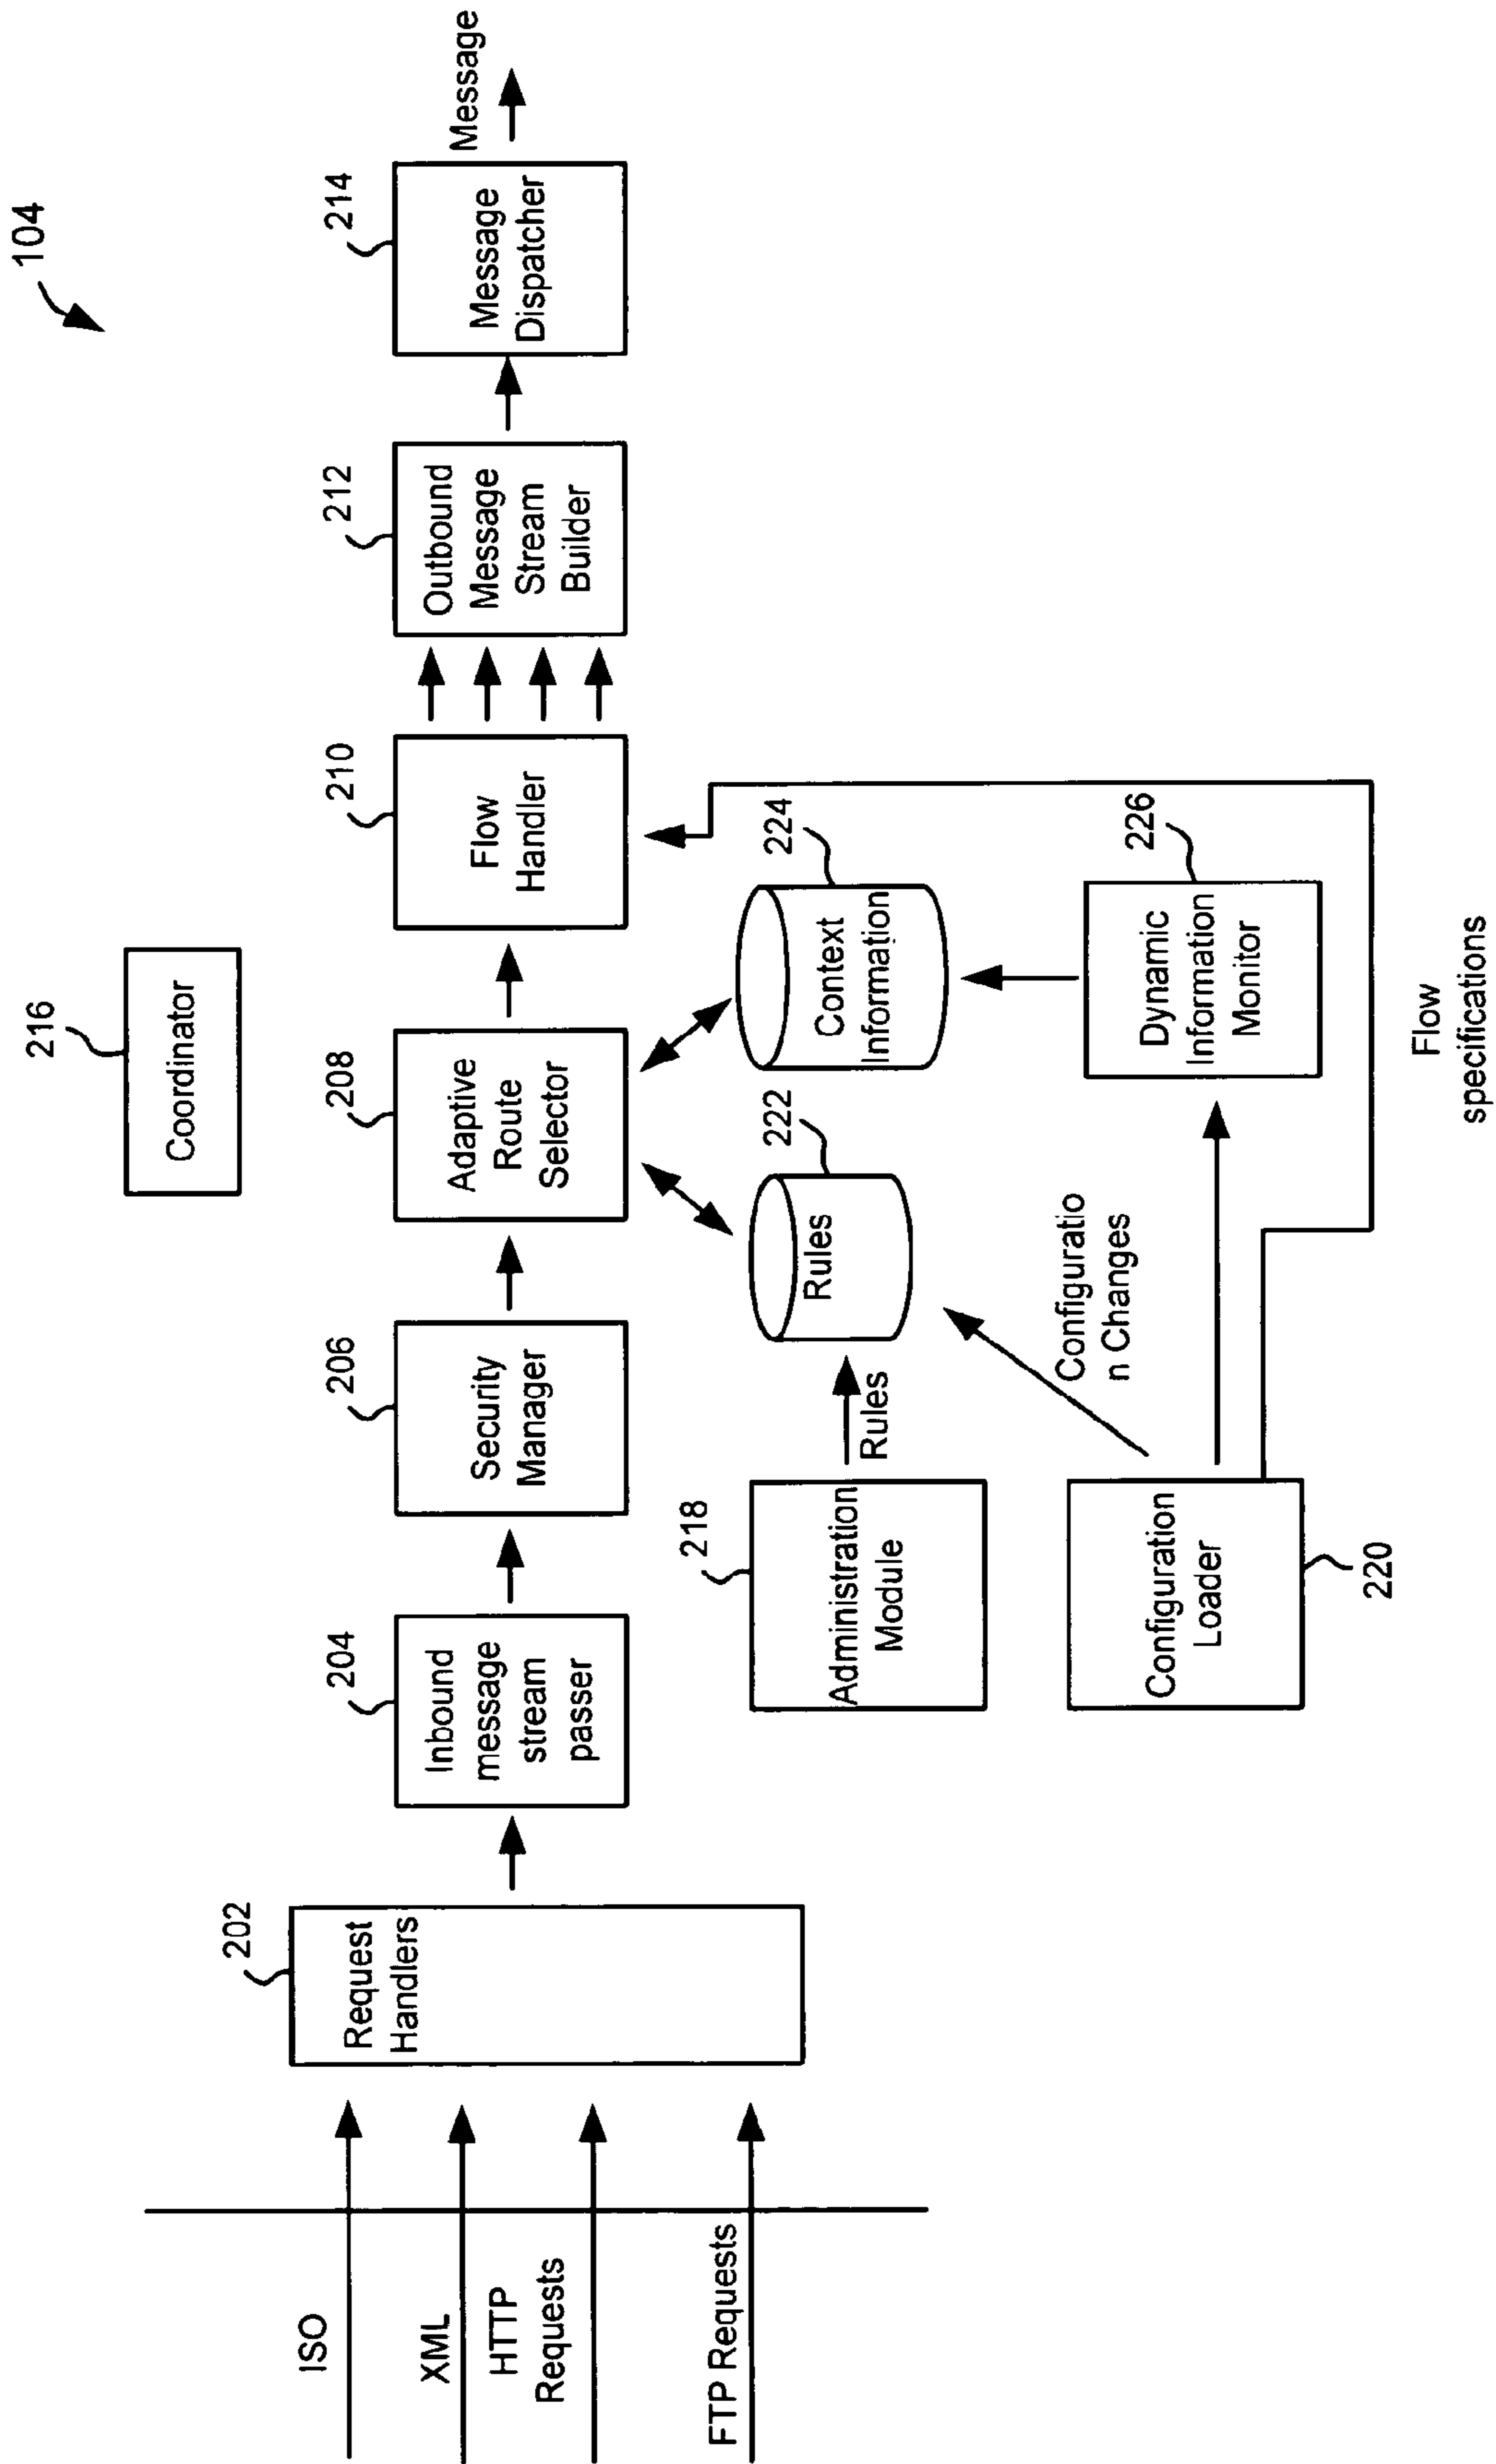 104
216
Coordinator
202
204
206
208
210
212
214
ISO
XML
HTTP
Requests
FTP Requests
Request
Handlers
Inbound
message
stream
passer
Security
Manager
Adaptive
Route
Selector
Flow
Handler
Outbound
Message
Stream
Builder
Message
Dispatcher
Message
218
Administration
Module
Rules
222
Rules
224
Context
Information
220
Configuration
Loader
Configuratio
n Changes
226
Dynamic
Information
Monitor
Flow
specifications